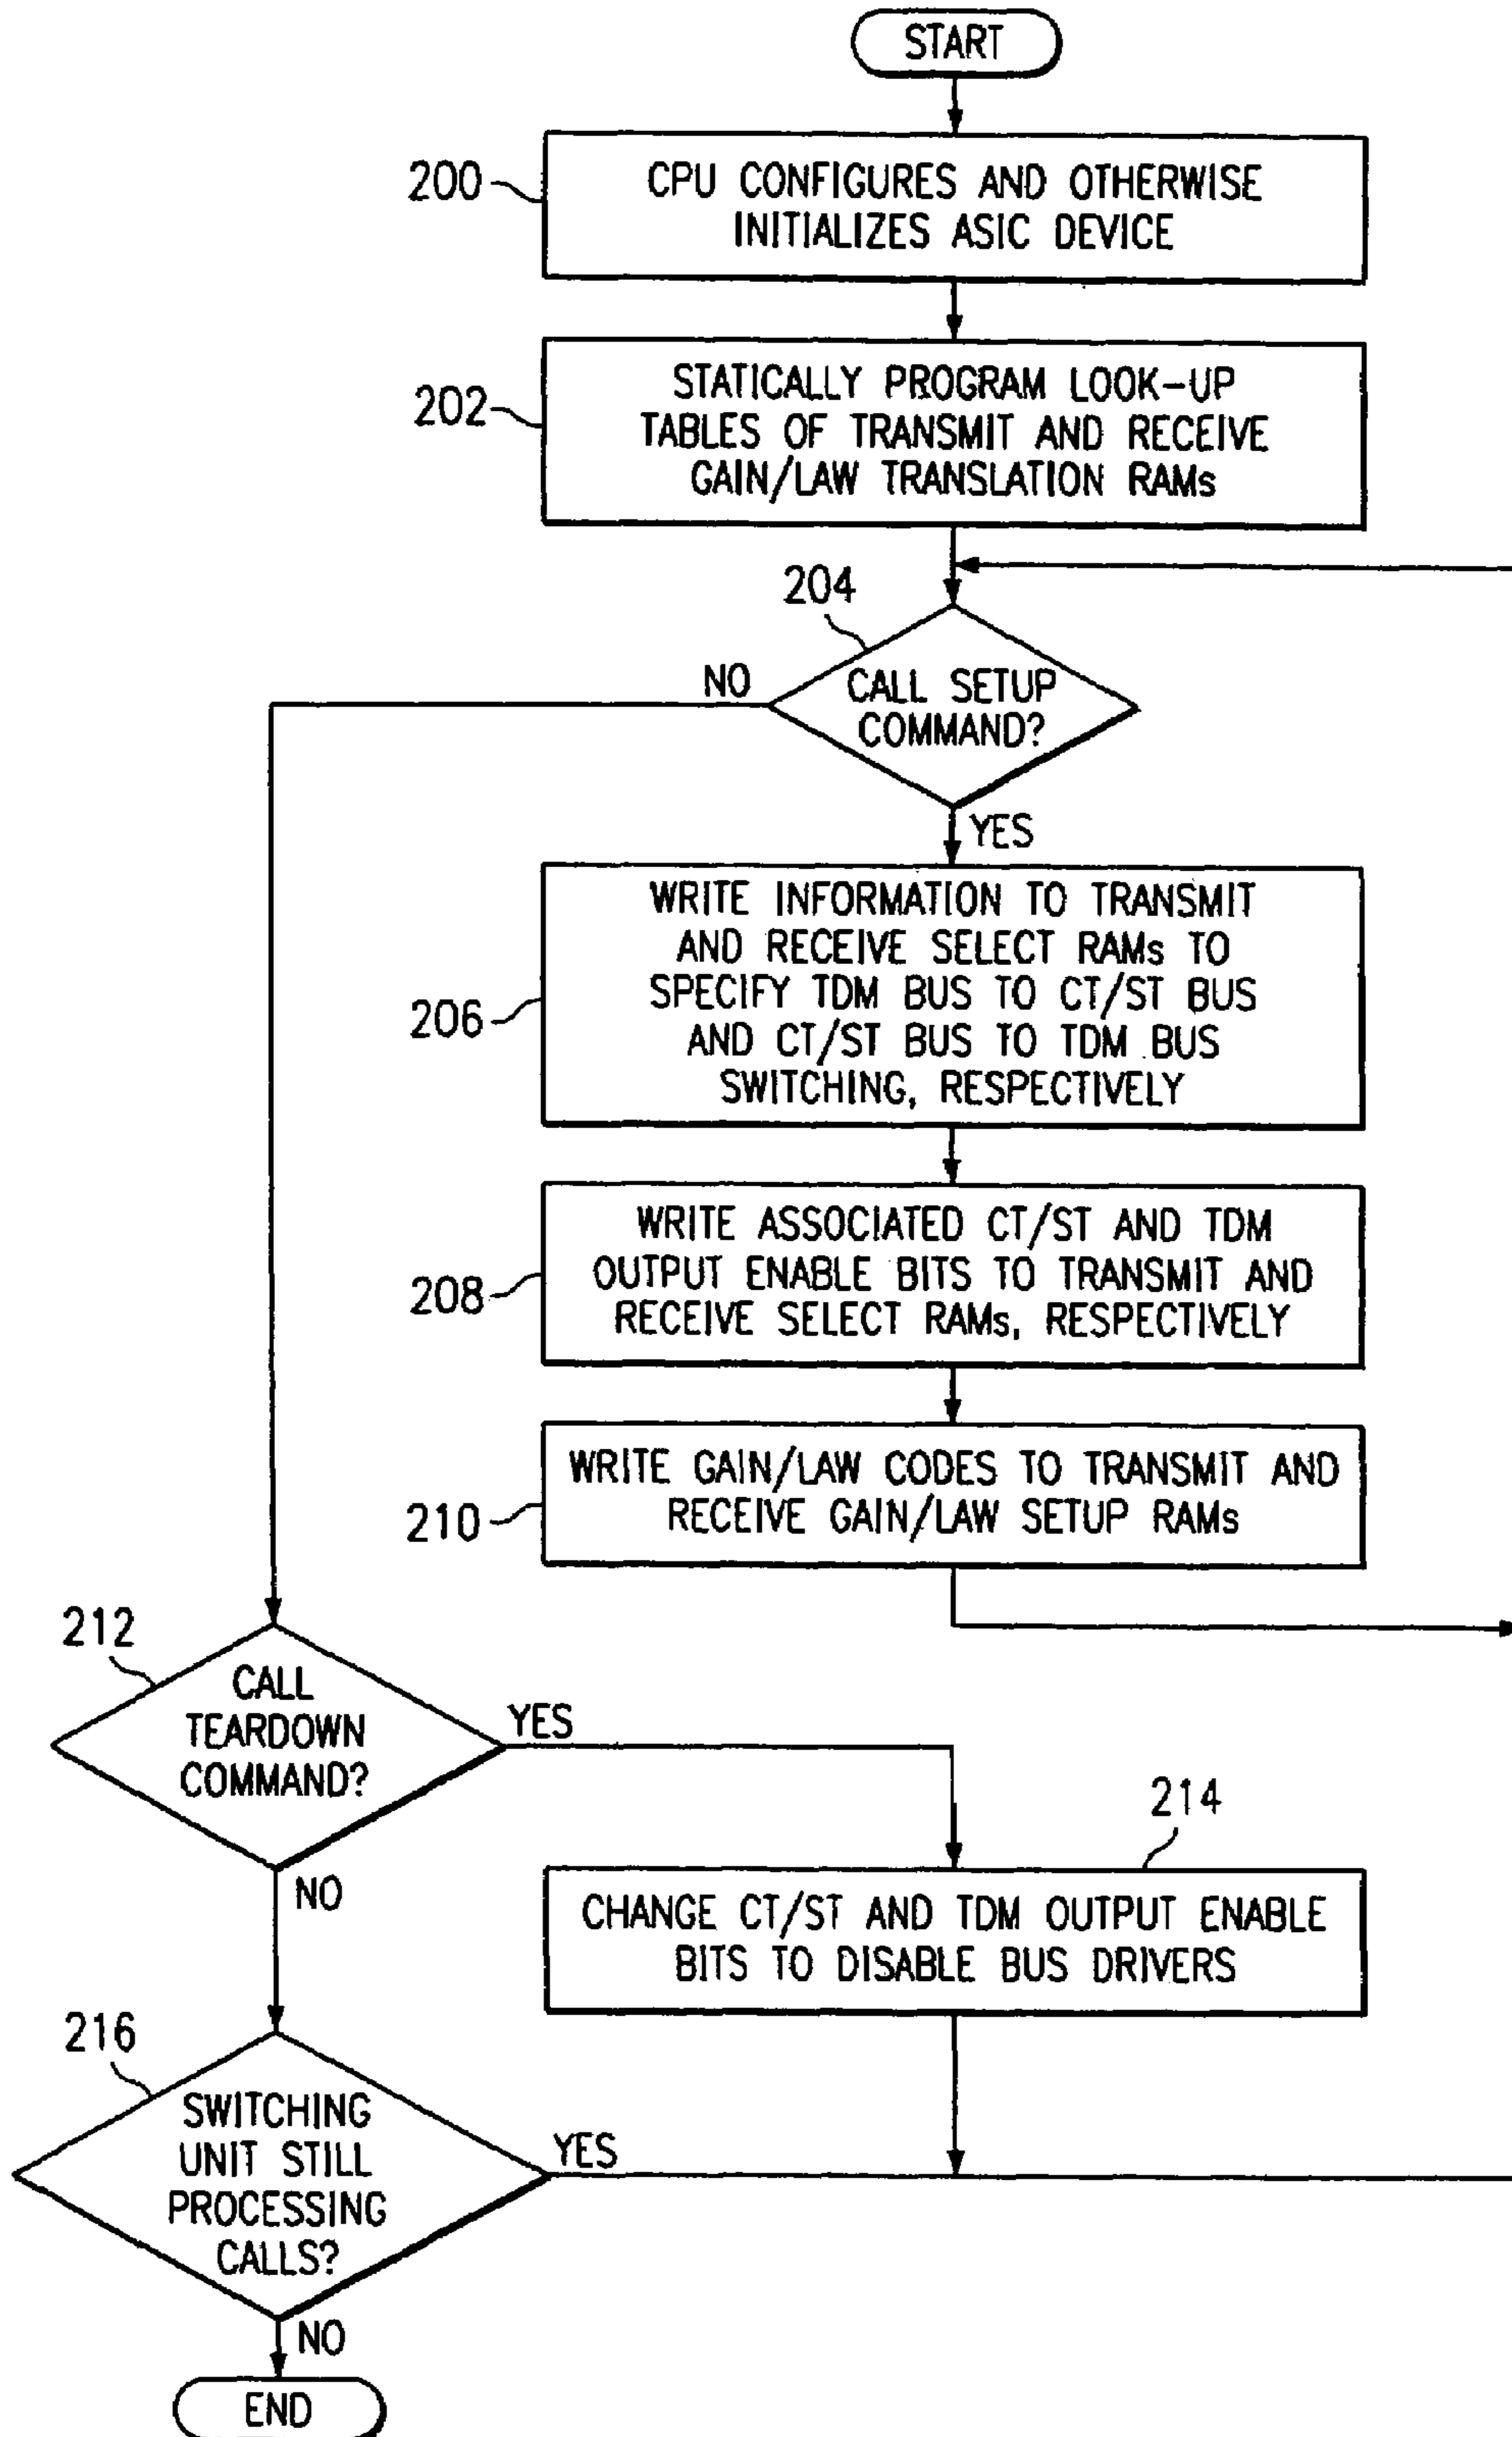 START
200
CPU CONFIGURES AND OTHERWISE
INITIALIZES ASIC DEVICE
202
STATICALLY PROGRAM LOOK-UP
TABLES OF TRANSMIT AND RECEIVE
GAIN/LAW TRANSLATION RAMs
204
CALL SETUP
COMMAND?
NO
YES
206
WRITE INFORMATION TO TRANSMIT
AND RECEIVE SELECT RAMs TO
SPECIFY TDM BUS TO CT/ST BUS
AND CT/ST BUS TO TDM BUS
SWITCHING, RESPECTIVELY
208
WRITE ASSOCIATED CT/ST AND TDM
OUTPUT ENABLE BITS TO TRANSMIT AND
RECEIVE SELECT RAMs, RESPECTIVELY
210
WRITE GAIN/LAW CODES TO TRANSMIT AND
RECEIVE GAIN/LAW SETUP RAMs
212
CALL
TEARDOWN
COMMAND?
YES
NO
214
CHANGE CT/ST AND TDM OUTPUT ENABLE
BITS TO DISABLE BUS DRIVERS
216
SWITCHING
UNIT STILL
PROCESSING
CALLS?
YES
NO
END